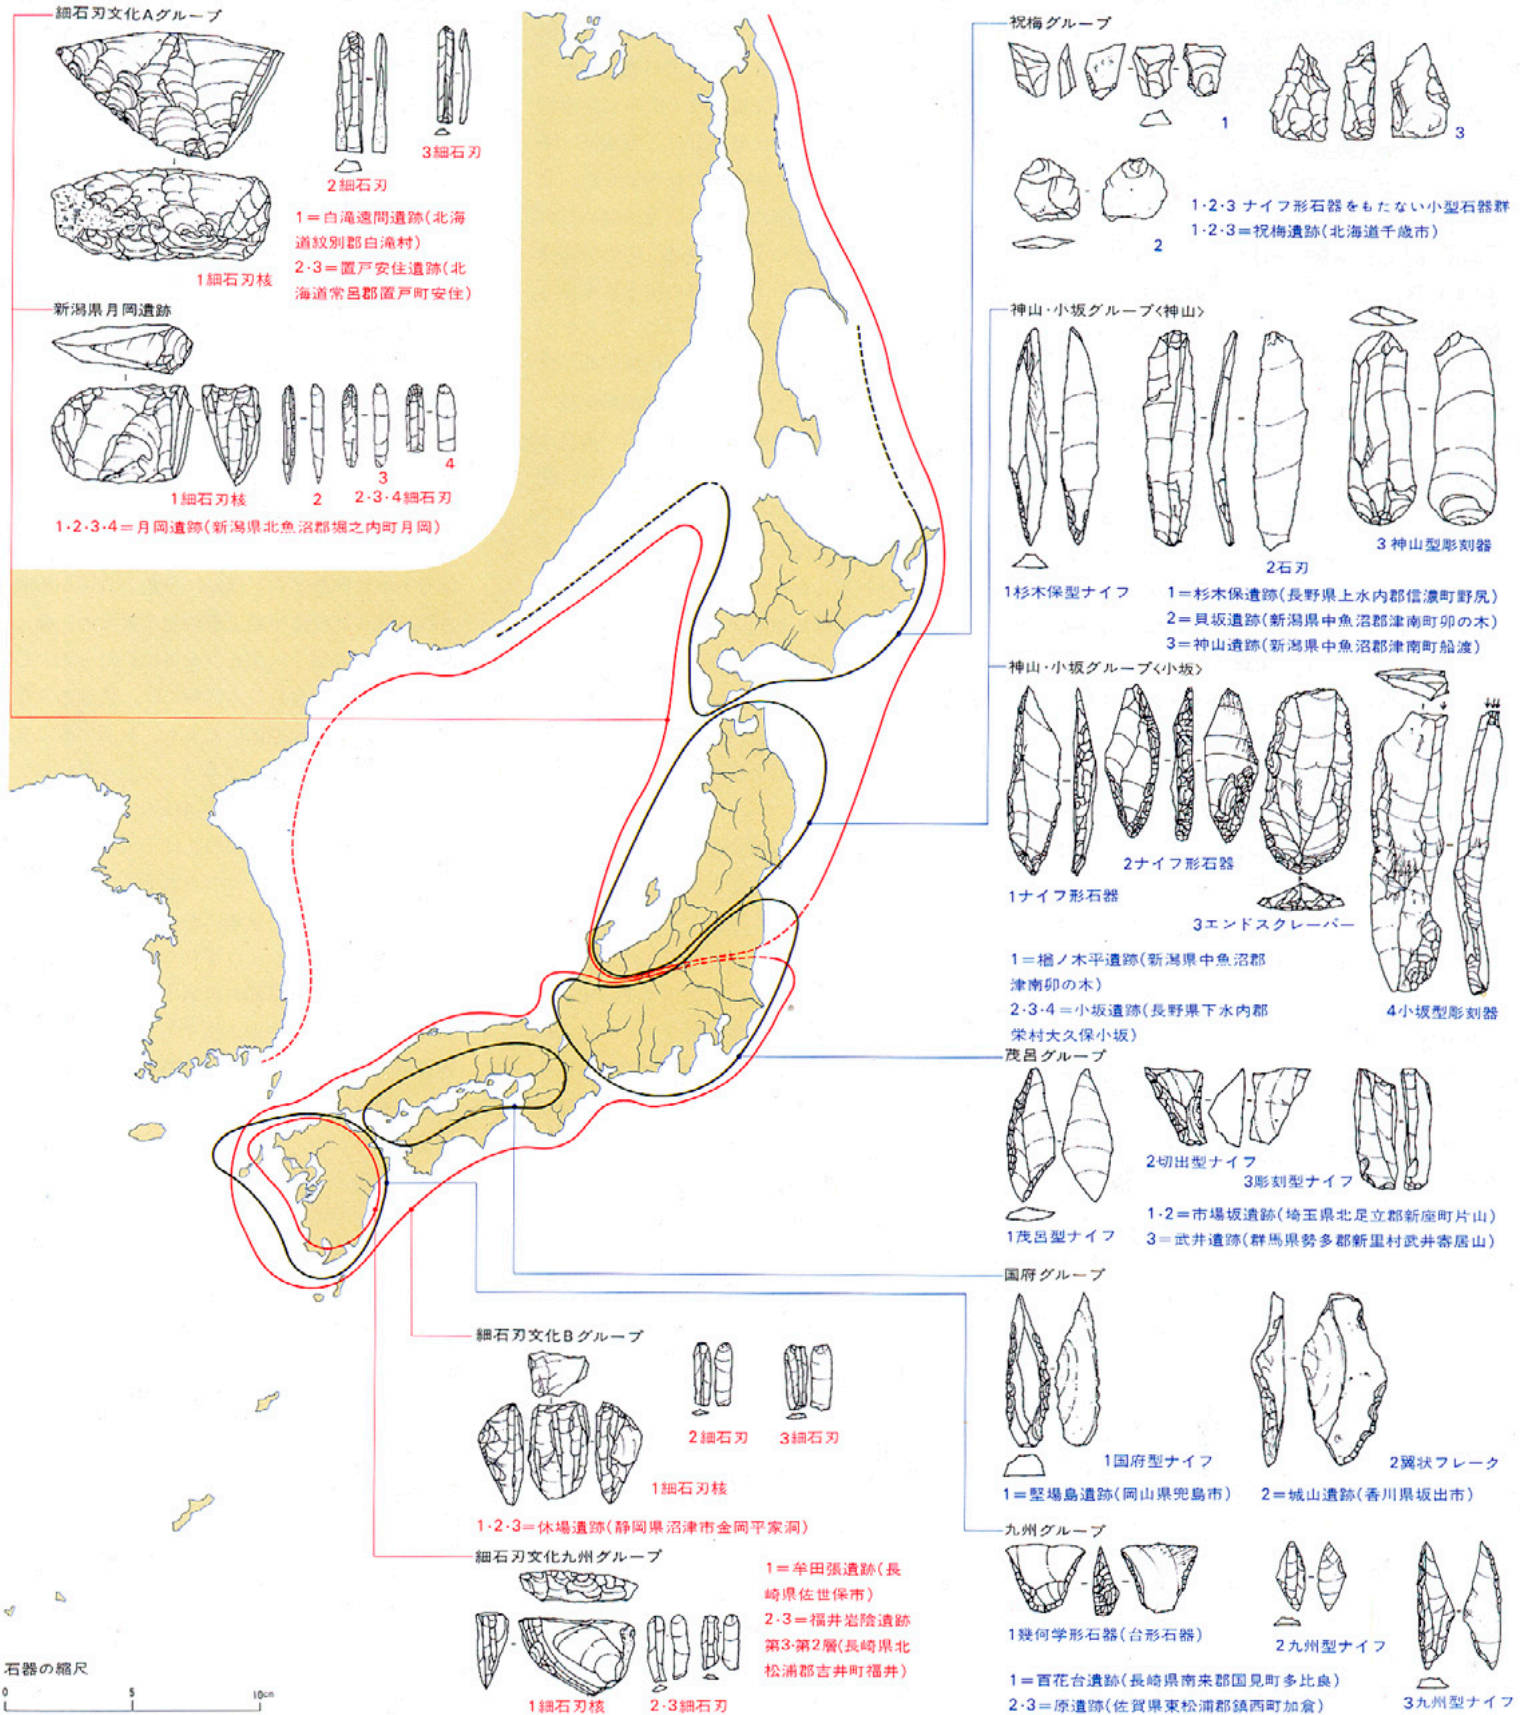 細石刃文化Aグループ
2細石刃
3細石刃
1細石刃核
1=白滝遠間遺跡(北海
道紋別郡白滝村)
2・3=置戸安住遺跡(北
海道常呂郡置戸町安住)
新潟県月岡遺跡
1細石刃核
2
3
4
2・3・4細石刃
1・2・3・4=月岡遺跡(新潟県北魚沼郡堀之内町月岡)
祝梅グループ
1
3
2
1・2・3 ナイフ形石器をもたない小型石器群
1・2・3=祝梅遺跡(北海道千歳市)
神山・小坂グループ〈神山〉
1杉木保型ナイフ
2石刃
3神山型彫刻器
1=杉木保遺跡(長野県上水内郡信濃町野尻)
2=貝坂遺跡(新潟県中魚沼郡津南町卯の木)
3=神山遺跡(新潟県中魚沼郡津南町船渡)
神山・小坂グループ〈小坂〉
1ナイフ形石器
2ナイフ形石器
3エンドスクレーパー
4小坂型彫刻器
1=楢ノ木平遺跡(新潟県中魚沼郡
津南卯の木)
2・3・4=小坂遺跡(長野県下水内郡
栄村大久保小坂)
茂呂グループ
1茂呂型ナイフ
2切出型ナイフ
3彫刻型ナイフ
1・2=市場坂遺跡(埼玉県北足立郡新座町片山)
3=武井遺跡(群馬県勢多郡新里村武井寄居山)
国府グループ
1国府型ナイフ
2翼状フレーク
1=堅場島遺跡(岡山県児島市)
2=城山遺跡(香川県坂出市)
九州グループ
1幾何学形石器(台形石器)
2九州型ナイフ
3九州型ナイフ
1=百花台遺跡(長崎県南来郡国見町多比良)
2・3=原遺跡(佐賀県東松浦郡鎮西町加倉)
細石刃文化Bグループ
2細石刃
3細石刃
1細石刃核
1・2・3=休場遺跡(静岡県沼津市金岡平家洞)
細石刃文化九州グループ
1細石刃核
2・3細石刃
1=牟田張遺跡(長
崎県佐世保市)
2・3=福井岩陰遺跡
第3・第2層(長崎県北
松浦郡吉井町福井)
石器の縮尺
0
5
10cm